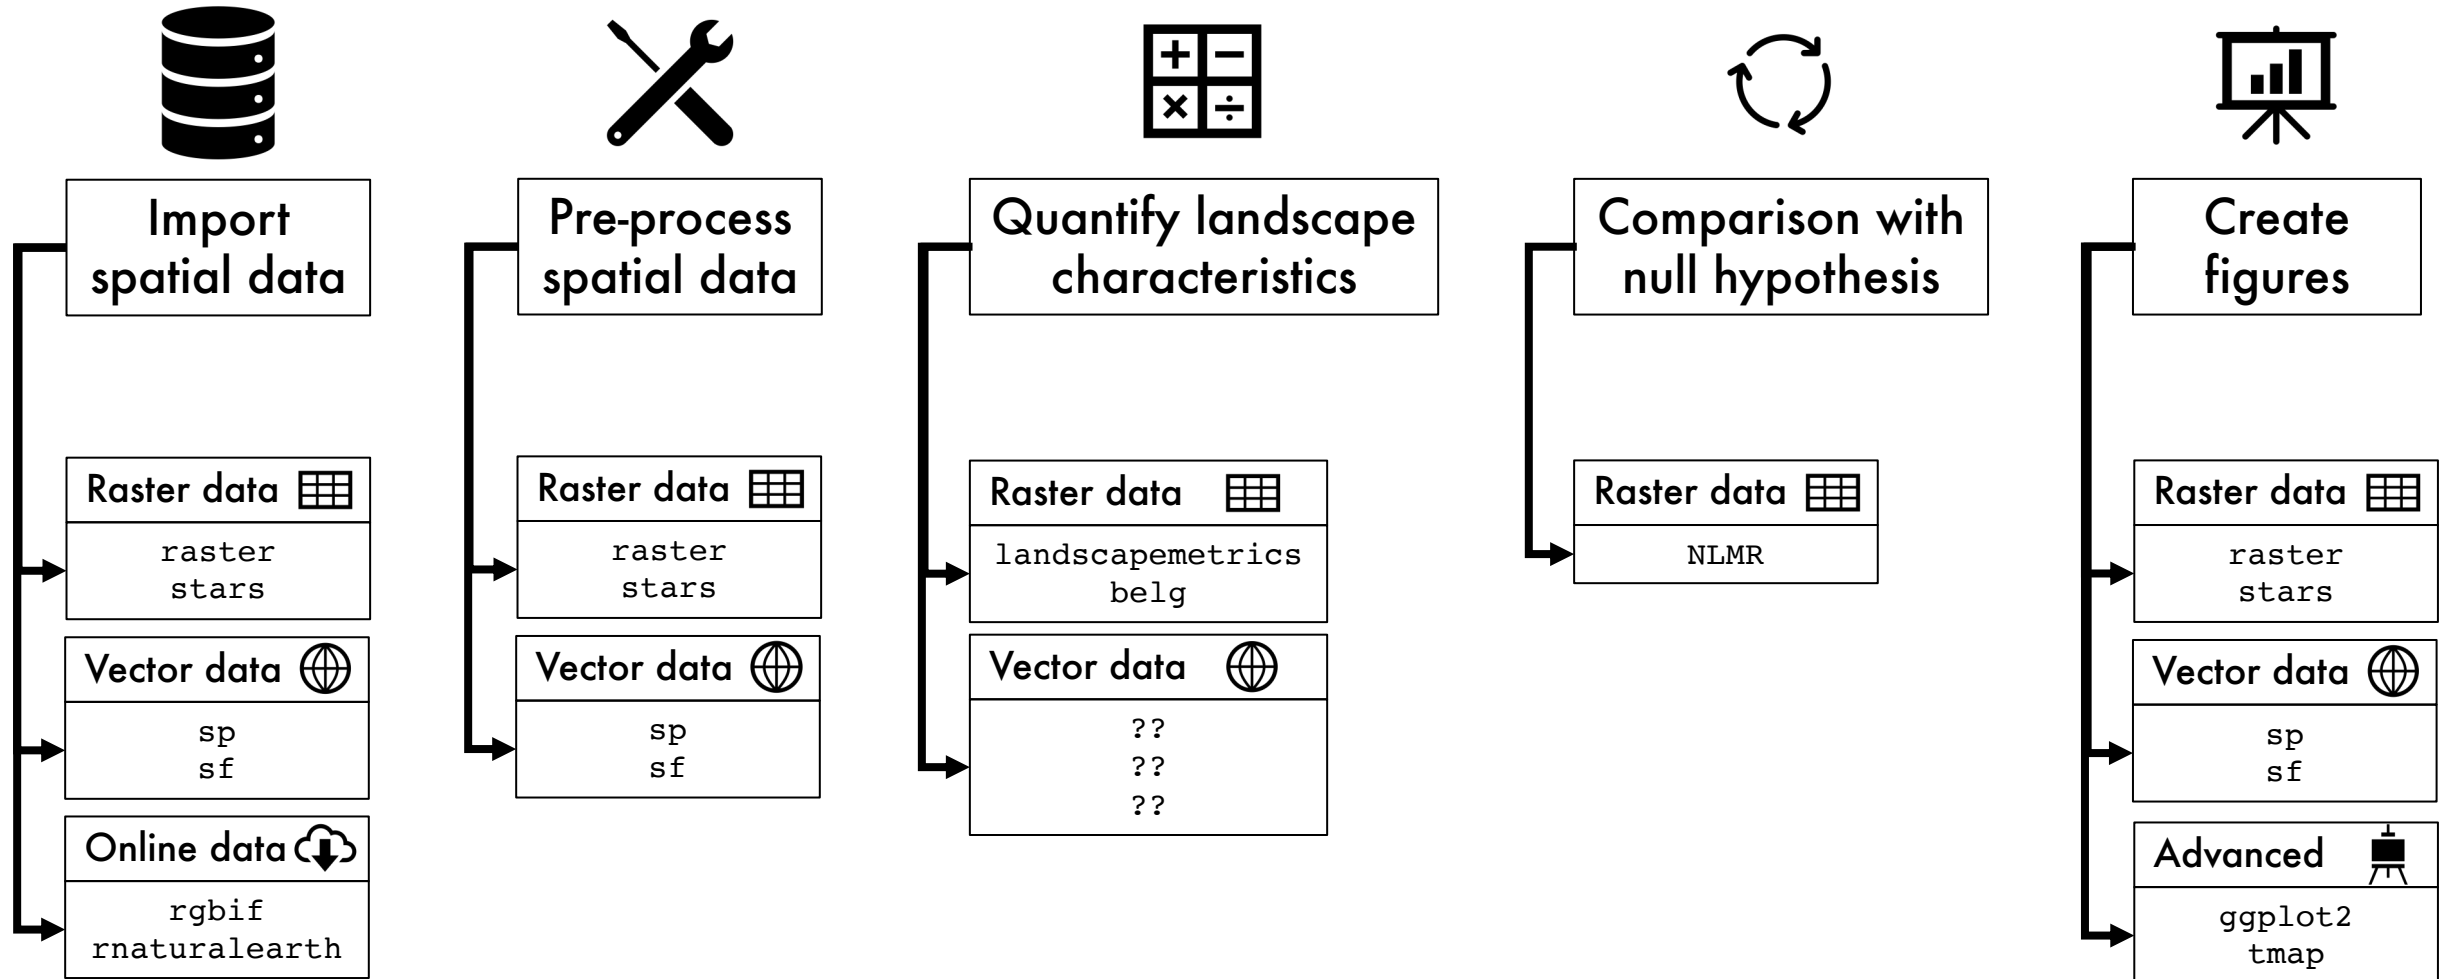 Import
spatial data
Raster data
raster
stars
Vector data
sp
sf
Online data
rgbif
rnaturalearth
Pre-process
spatial data
Raster data
raster
stars
Vector data
sp
sf
Quantify landscape
characteristics
Raster data
landscapemetrics
belg
Vector data
??
??
??
Comparison with
null hypothesis
Raster data
NLMR
Create
figures
Raster data
raster
stars
Vector data
sp
sf
Advanced
ggplot2
tmap